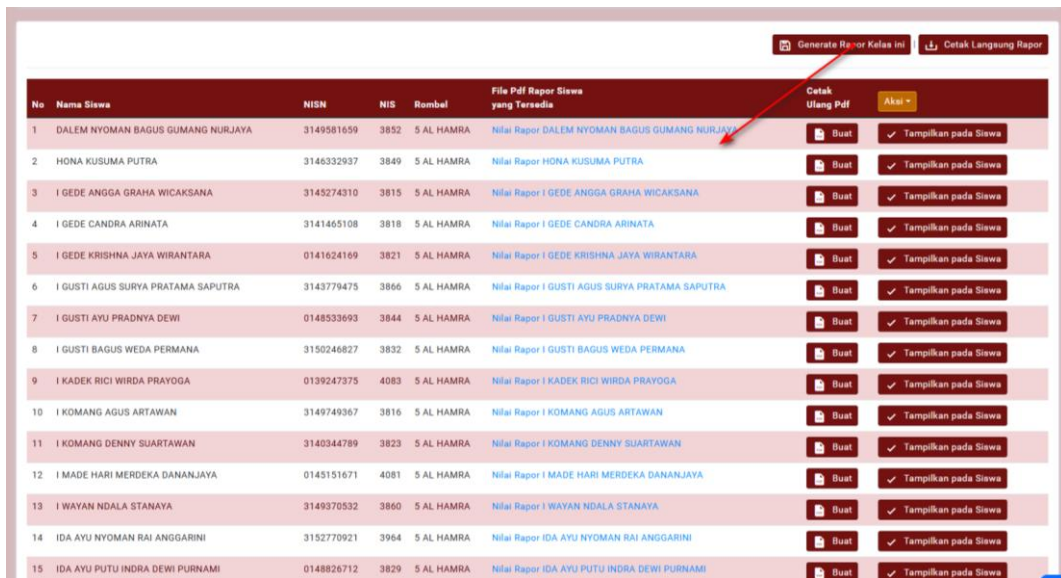 Generate Rapor Kelas ini | Cetak Langsung Rapor
No Nama Siswa NISN NIS Rombel File Pdf Rapor Siswa yang Tersedia Cetak Ulang Pdf Aksi
1 DALEM NYOMAN BAGUS GUMANG NURJAYA 3149581659 3852 5 AL HAMRA Nilai Rapor DALEM NYOMAN BAGUS GUMANG NURJAYA Buat Tampilkan pada Siswa
2 HONA KUSUMA PUTRA 3146332937 3849 5 AL HAMRA Nilai Rapor HONA KUSUMA PUTRA Buat Tampilkan pada Siswa
3 I GEDE ANGGA GRAHA WICAKSANA 3145274310 3815 5 AL HAMRA Nilai Rapor I GEDE ANGGA GRAHA WICAKSANA Buat Tampilkan pada Siswa
4 I GEDE CANDRA ARINATA 3141465108 3818 5 AL HAMRA Nilai Rapor I GEDE CANDRA ARINATA Buat Tampilkan pada Siswa
5 I GEDE KRISHNA JAYA WIRANTARA 0141624169 3821 5 AL HAMRA Nilai Rapor I GEDE KRISHNA JAYA WIRANTARA Buat Tampilkan pada Siswa
6 I GUSTI AGUS SURYA PRATAMA SAPUTRA 3143779475 3866 5 AL HAMRA Nilai Rapor I GUSTI AGUS SURYA PRATAMA SAPUTRA Buat Tampilkan pada Siswa
7 I GUSTI AYU PRADNYA DEWI 0148533693 3844 5 AL HAMRA Nilai Rapor I GUSTI AYU PRADNYA DEWI Buat Tampilkan pada Siswa
8 I GUSTI BAGUS WEDA PERMANA 3150246827 3832 5 AL HAMRA Nilai Rapor I GUSTI BAGUS WEDA PERMANA Buat Tampilkan pada Siswa
9 I KADEK RICI WIRDA PRAYOGA 0139247375 4083 5 AL HAMRA Nilai Rapor I KADEK RICI WIRDA PRAYOGA Buat Tampilkan pada Siswa
10 I KOMANG AGUS ARTAWAN 3149749367 3816 5 AL HAMRA Nilai Rapor I KOMANG AGUS ARTAWAN Buat Tampilkan pada Siswa
11 I KOMANG DENNY SUARTAWAN 3140344789 3823 5 AL HAMRA Nilai Rapor I KOMANG DENNY SUARTAWAN Buat Tampilkan pada Siswa
12 I MADE HARI MERDEKA DANANJAYA 0145151671 4081 5 AL HAMRA Nilai Rapor I MADE HARI MERDEKA DANANJAYA Buat Tampilkan pada Siswa
13 I WAYAN NDALA STANAYA 3149370532 3860 5 AL HAMRA Nilai Rapor I WAYAN NDALA STANAYA Buat Tampilkan pada Siswa
14 IDA AYU NYOMAN RAI ANGGARINI 3152770921 3964 5 AL HAMRA Nilai Rapor IDA AYU NYOMAN RAI ANGGARINI Buat Tampilkan pada Siswa
15 IDA AYU PUTU INDRA DEWI PURNAMI 0148826712 3829 5 AL HAMRA Nilai Rapor IDA AYU PUTU INDRA DEWI PURNAMI Buat Tampilkan pada Siswa